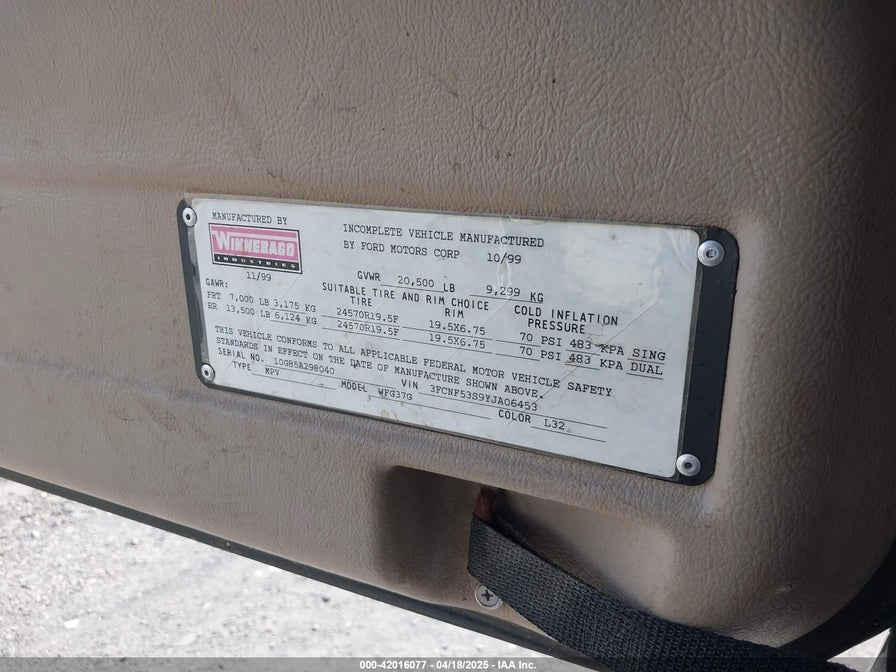 MANUFACTURED BY
WINNEBAGO
INDUSTRIES
11/99
INCOMPLETE VEHICLE MANUFACTURED
BY FORD MOTORS CORP 10/99
GVWR 20,500 LB 9,299 KG
SUITABLE TIRE AND RIM CHOICE
GAWR: TIRE RIM COLD INFLATION PRESSURE
FRT 7,000 LB 3,175 KG 24570R19.5F 19.5X6.75 70 PSI 483 KPA SING
RR 13,500 LB 6,124 KG 24570R19.5F 19.5X6.75 70 PSI 483 KPA DUAL
THIS VEHICLE CONFORMS TO ALL APPLICABLE FEDERAL MOTOR VEHICLE SAFETY
STANDARDS IN EFFECT ON THE DATE OF MANUFACTURE SHOWN ABOVE.
SERIAL NO. 10GB5A298040 VIN 3FCNF53S9YJA06453
TYPE MPV MODEL WFG37G COLOR L32
000-42016077 - 04/18/2025 - IAA Inc.